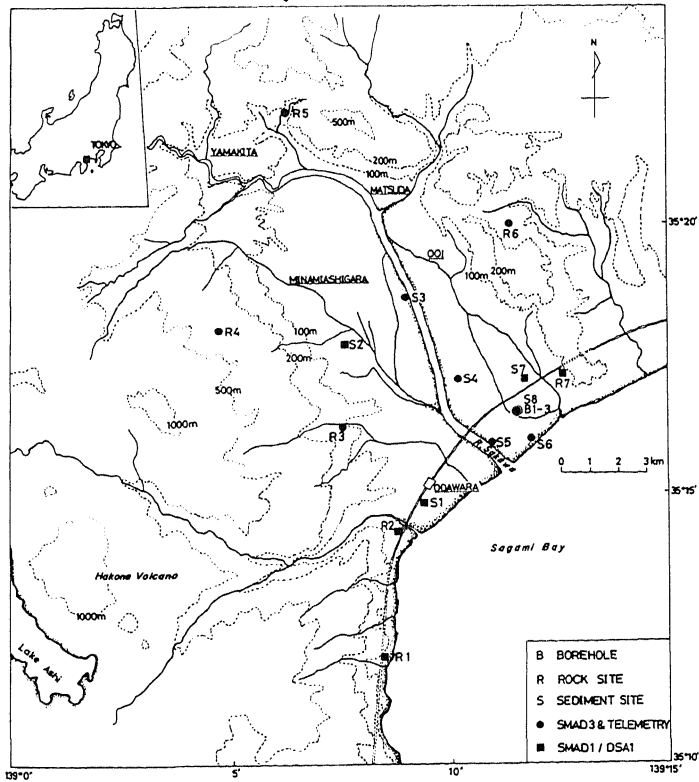 TOKYO
N
R5
500m
YAMAKITA
200m
100m
MATSUDA
35°20'
R6
OOI
100m
200m
MINAMIASHIGARA
S3
R4
100m
S2
200m
S7
R7
S4
500m
S8
B1-3
1000m
R3
S5
S6
R. Sakawa
0 1 2 3km
ODAWARA
35°15'
S1
R2
Sagami Bay
Hakone Volcano
1000m
Lake Ashi
R1
B BOREHOLE
R ROCK SITE
S SEDIMENT SITE
● SMAD3 & TELEMETRY
■ SMAD1 / DSA1
35°10'
139°0' 5' 10' 139°15'